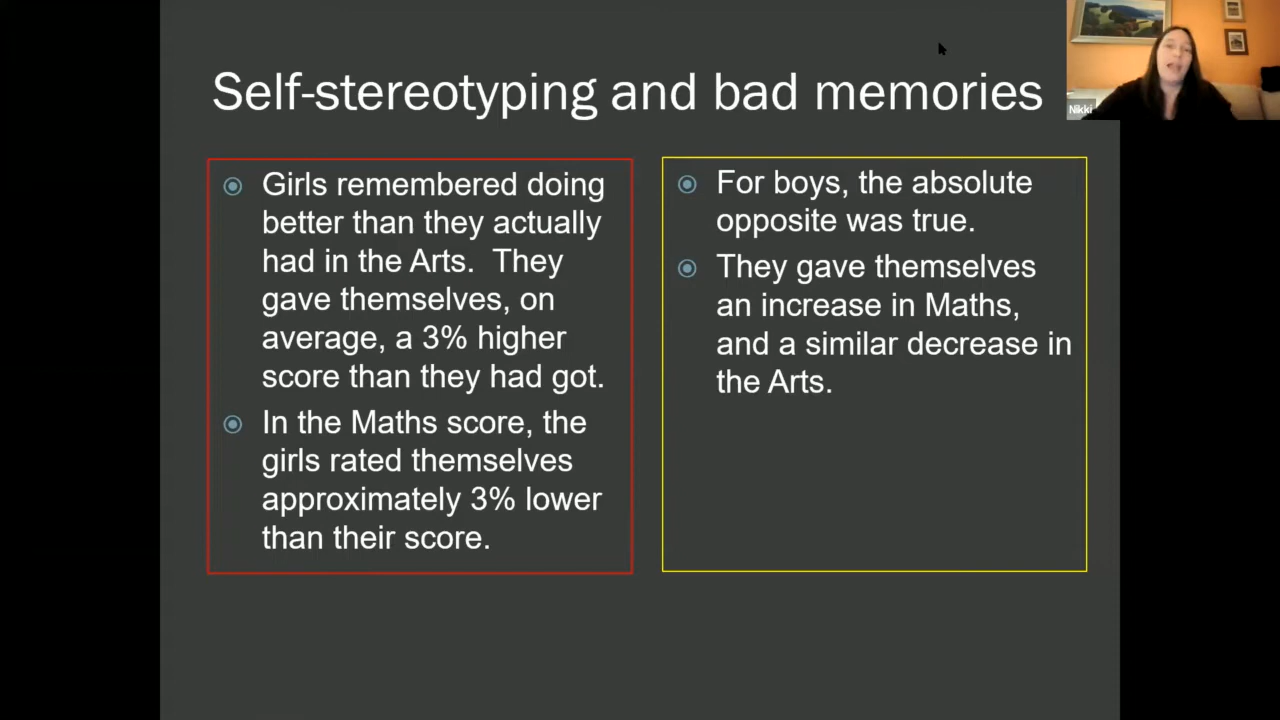 Self-stereotyping and bad memories
Nikki
Girls remembered doing
better than they actually
had in the Arts.  They
gave themselves, on
average, a 3% higher
score than they had got.
In the Maths score, the
girls rated themselves
approximately 3% lower
than their score.
For boys, the absolute
opposite was true.
They gave themselves
an increase in Maths,
and a similar decrease in
the Arts.